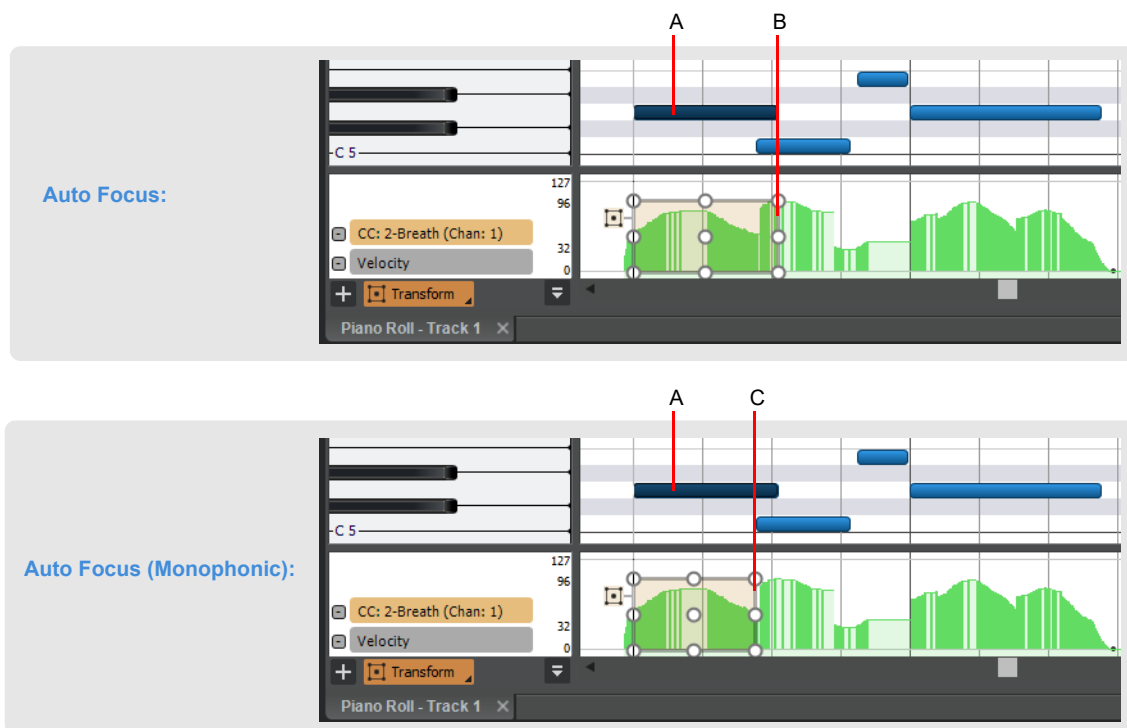 A B
Auto Focus:
C 5
127
96
CC: 2-Breath (Chan: 1)
32
Velocity
0
+ Transform
Piano Roll - Track 1 ×
A C
Auto Focus (Monophonic):
C 5
127
96
CC: 2-Breath (Chan: 1)
32
Velocity
0
+ Transform
Piano Roll - Track 1 ×